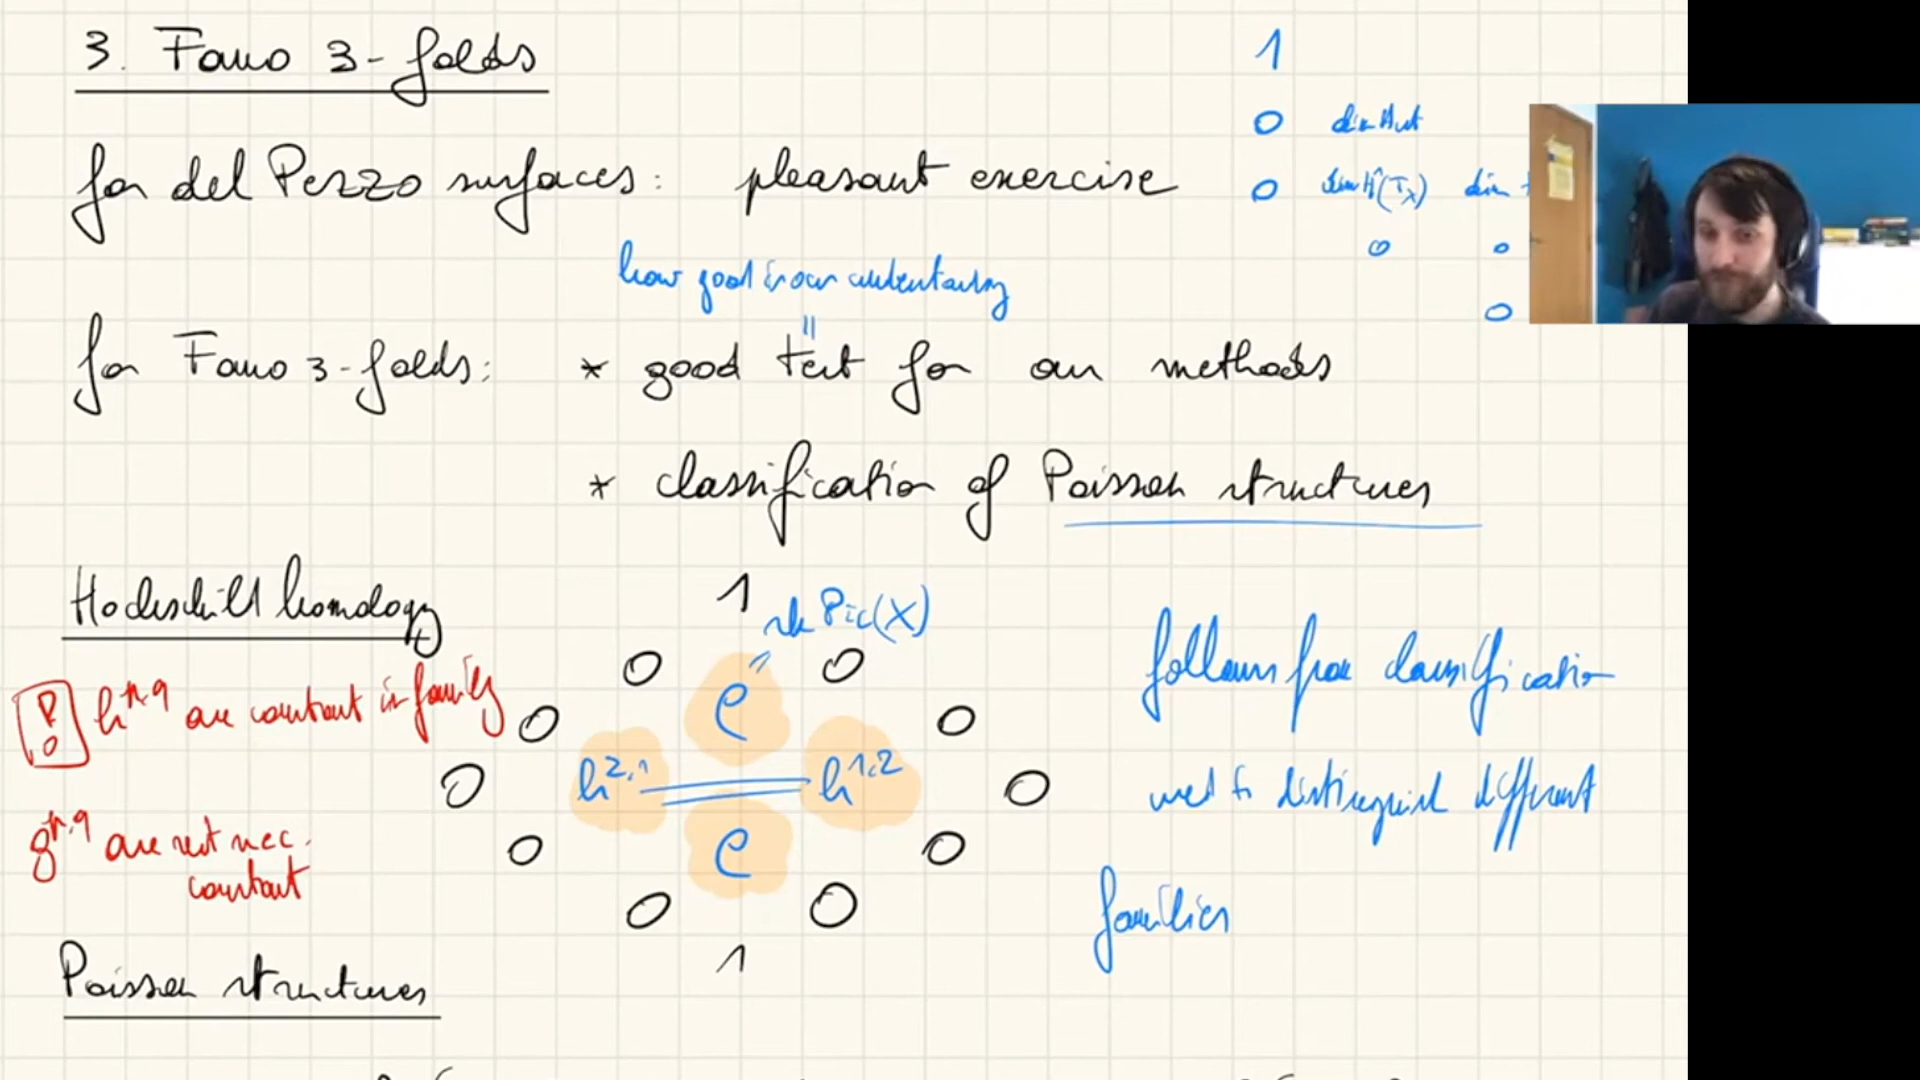 3. Fano 3-folds
1
0 dim Aut
for del Pezzo surfaces: pleasant exercise
0 dim H¹(T_X) dim
0 0
0
how good is our understanding
=
for Fano 3-folds: * good test for our methods
* classification of Poisson structures
Hochschild homology
1
rk Pic(X)
0 0
ρ
follows from classification
h^{p,q} are constant in family
0 0
0 h^{2,1} = h^{1,2} 0
used to distinguish different
g^{p,q} are not nec.
constant
0 ρ 0
families
0 0
1
Poisson structures